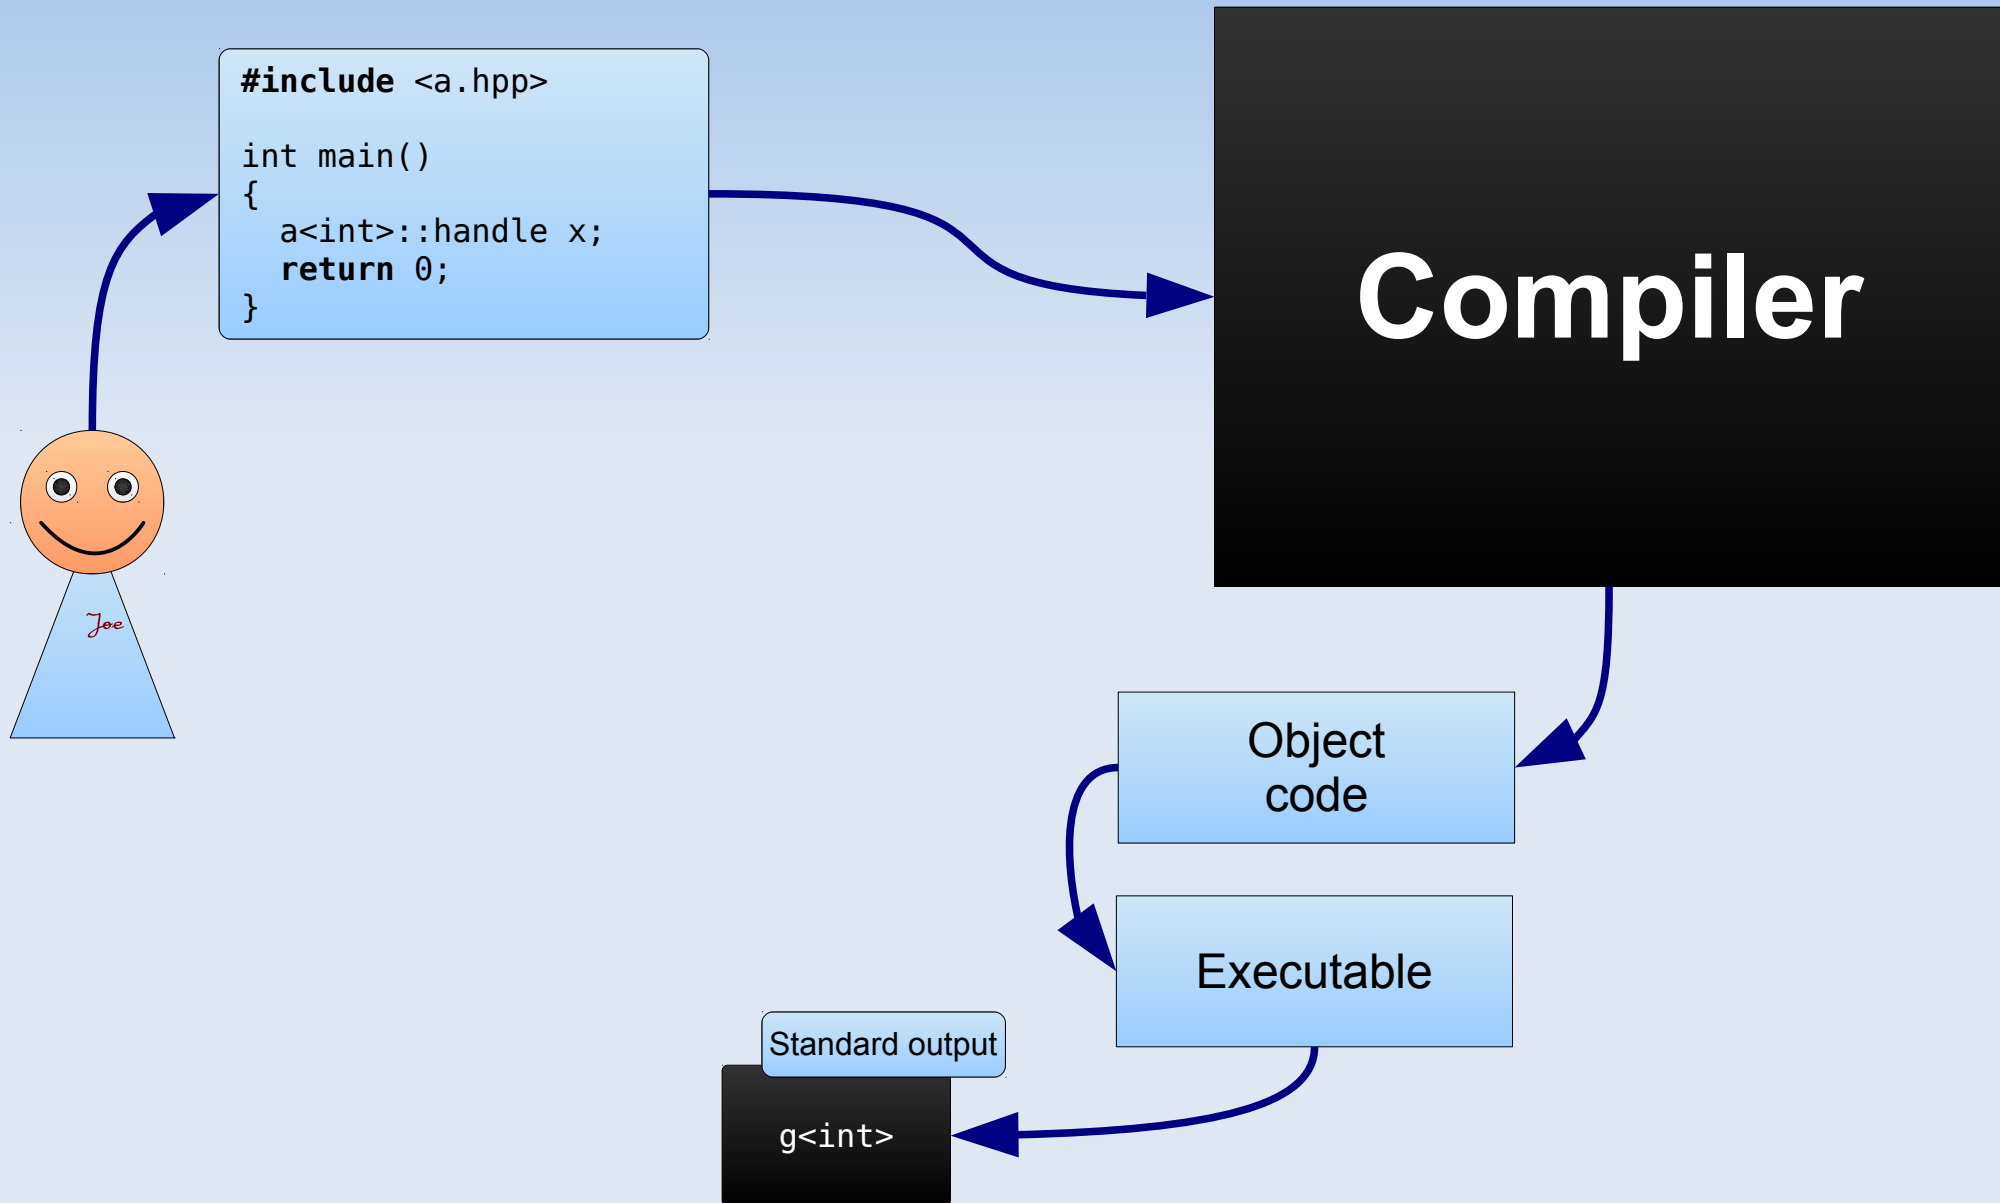 #include <a.hpp>
int main()
{
a<int>::handle x;
return 0;
}
Compiler
Joe
Object
code
Executable
Standard output
g<int>